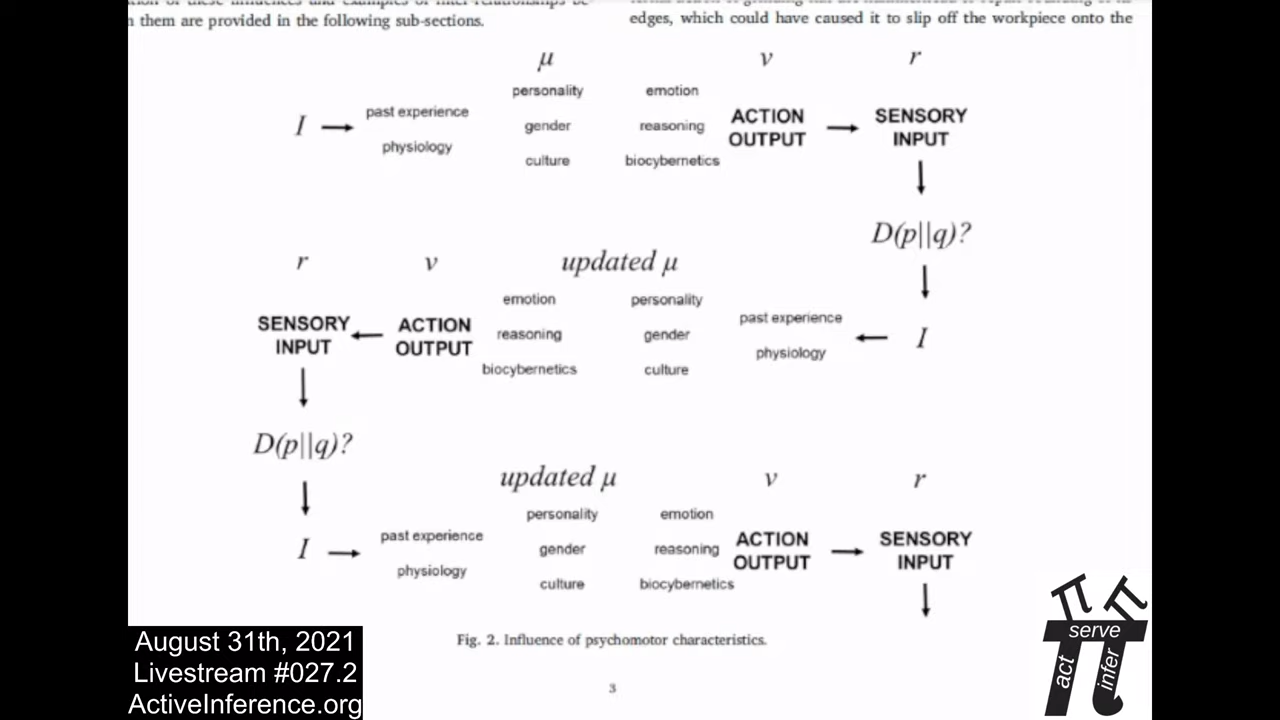 them are provided in the following sub-sections.
edges, which could have caused it to slip off the workpiece onto the
μ
ν
r
personality
emotion
past experience
I
gender
reasoning
ACTION OUTPUT
SENSORY INPUT
physiology
culture
biocybernetics
D(p||q)?
r
ν
updated μ
emotion
personality
past experience
SENSORY INPUT
ACTION OUTPUT
reasoning
gender
I
physiology
biocybernetics
culture
D(p||q)?
updated μ
ν
r
personality
emotion
past experience
I
gender
reasoning
ACTION OUTPUT
SENSORY INPUT
physiology
culture
biocybernetics
Fig. 2. Influence of psychomotor characteristics.
3
August 31th, 2021
Livestream #027.2
ActiveInference.org
serve
act
infer